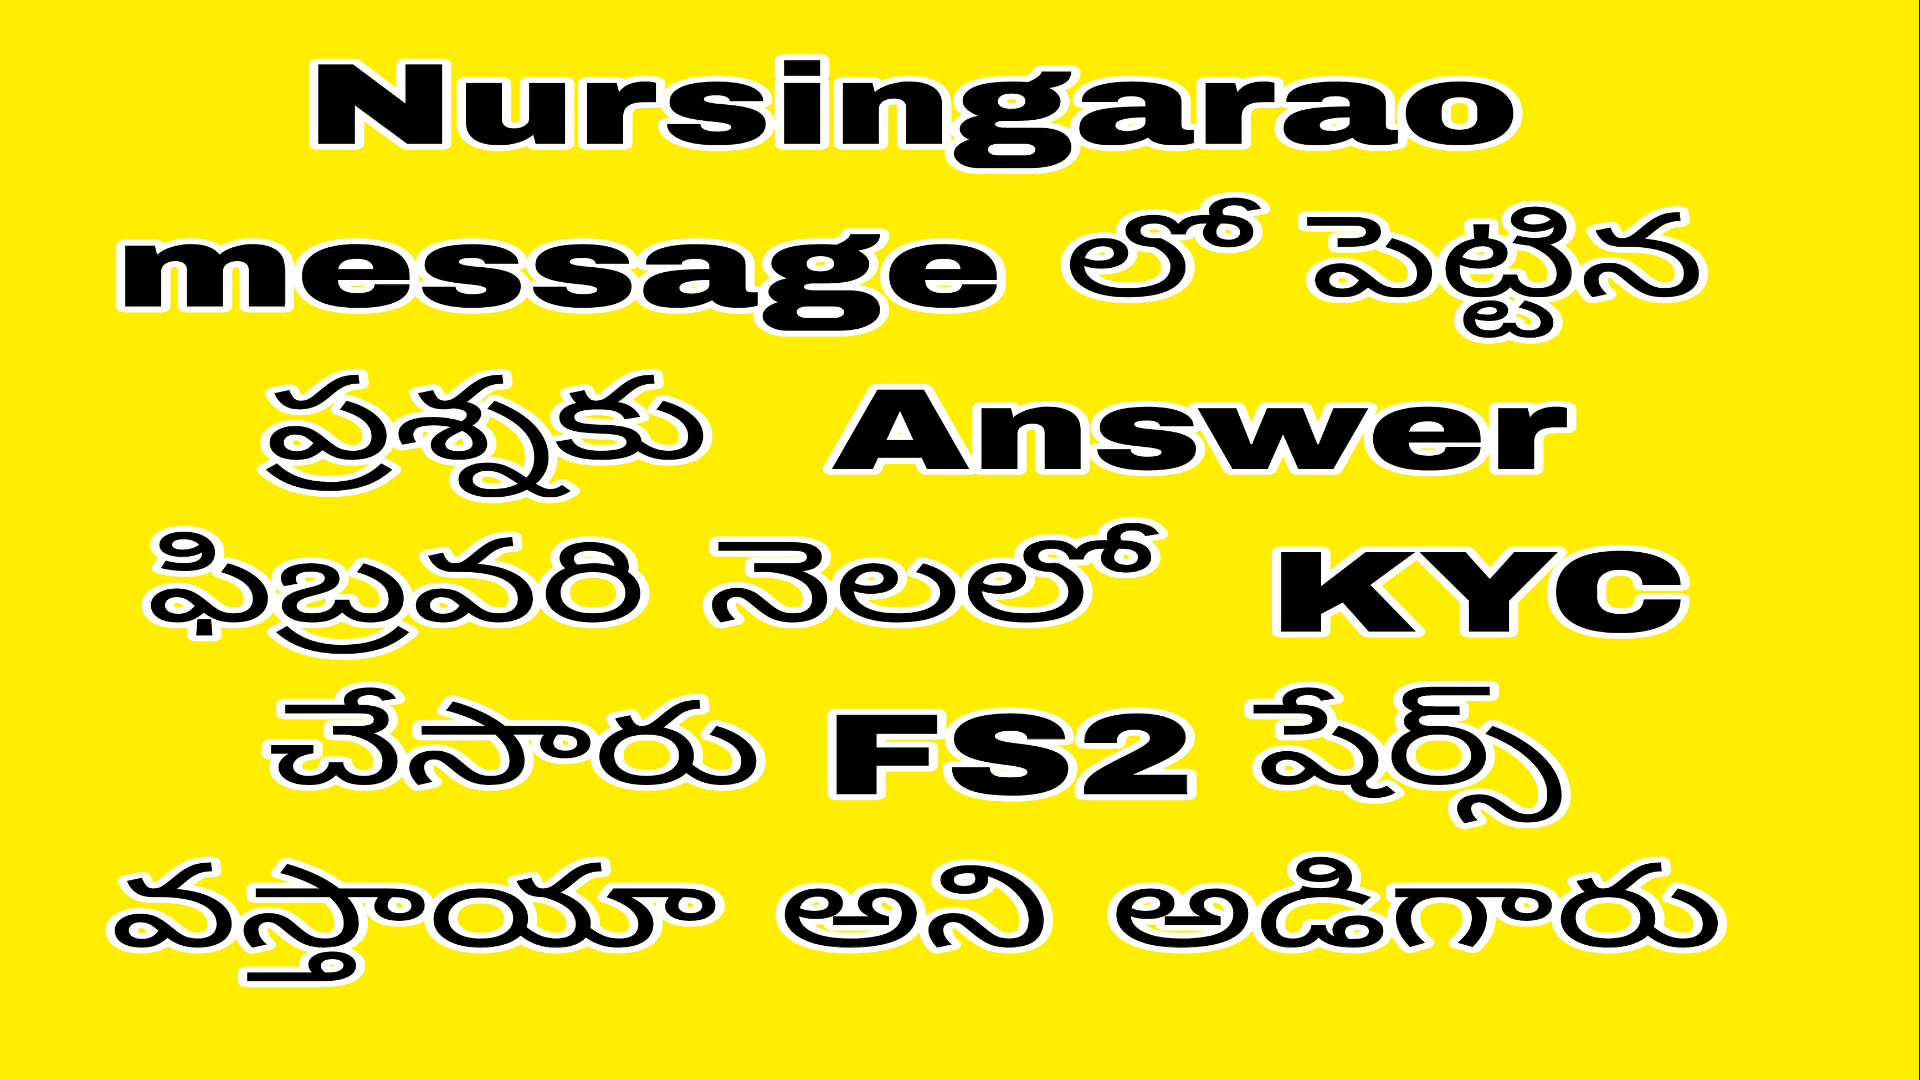 Nursingarao
message లో పెట్టిన
ప్రశ్నకు Answer
ఫిబ్రవరి నెలలో KYC
చేసారు FS2 షేర్స్
వస్తాయా అని అడిగారు